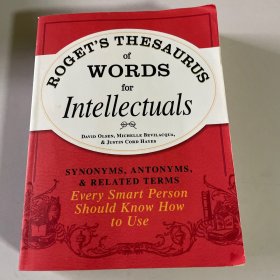 ROGET'S THESAURUS
of
WORDS
for
Intellectuals
DAVID OLSEN, MICHELLE BEVILACQUA,
& JUSTIN CORD HAYES
SYNONYMS, ANTONYMS,
& RELATED TERMS
Every Smart Person
Should Know How
to Use